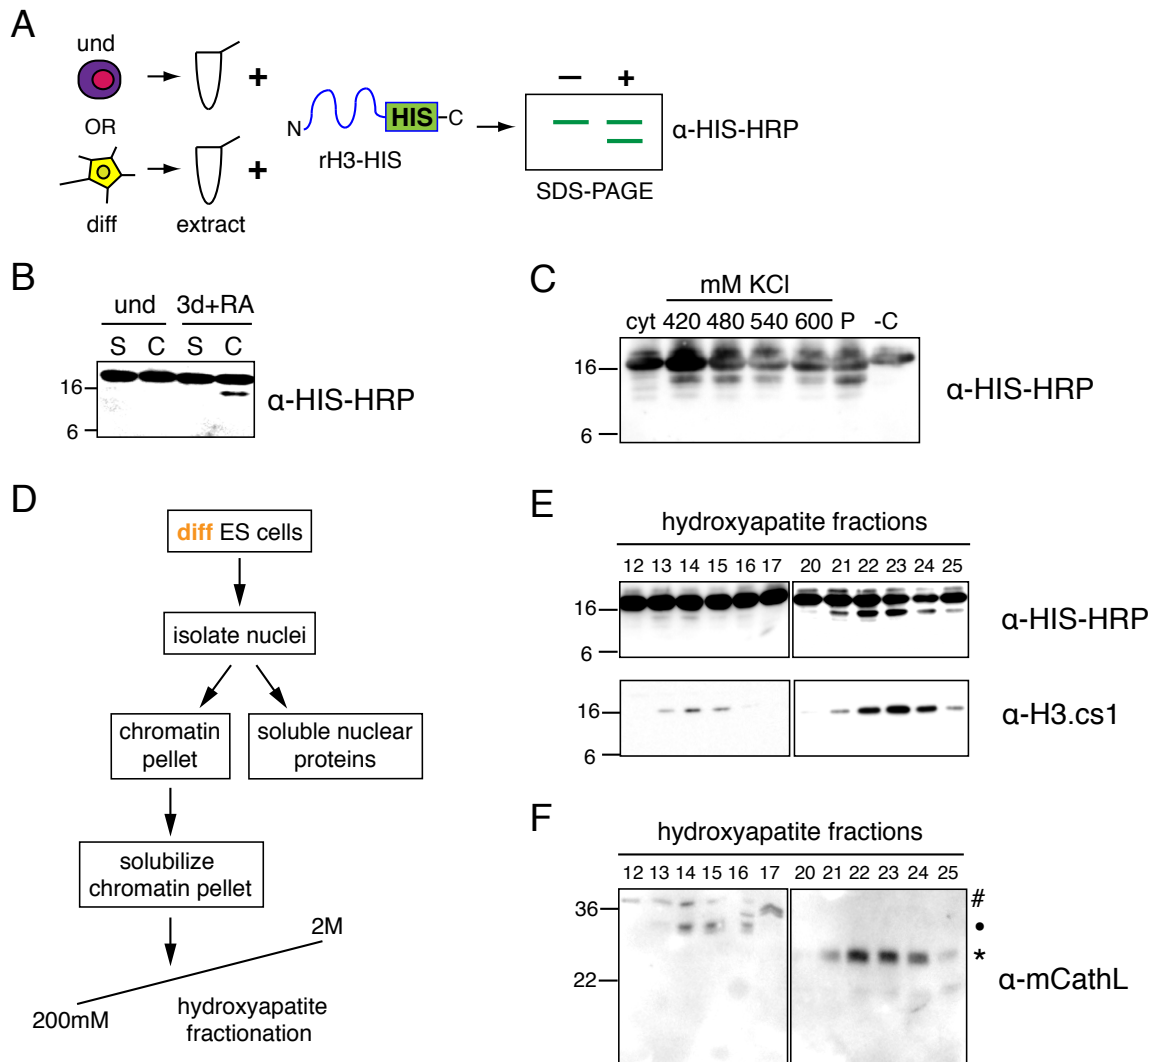 A
und
OR
diff
extract
+
+
N
HIS
-C
rH3-HIS
— +
α-HIS-HRP
SDS-PAGE
B
und 3d+RA
S C S C
16
6
α-HIS-HRP
C
mM KCl
cyt 420 480 540 600 P -C
16
6
α-HIS-HRP
D
diff ES cells
isolate nuclei
chromatin
pellet
soluble nuclear
proteins
solubilize
chromatin pellet
2M
200mM
hydroxyapatite
fractionation
E
hydroxyapatite fractions
12 13 14 15 16 17 20 21 22 23 24 25
16
6
α-HIS-HRP
16
6
α-H3.cs1
F
hydroxyapatite fractions
12 13 14 15 16 17 20 21 22 23 24 25
36
22
#
•
*
α-mCathL